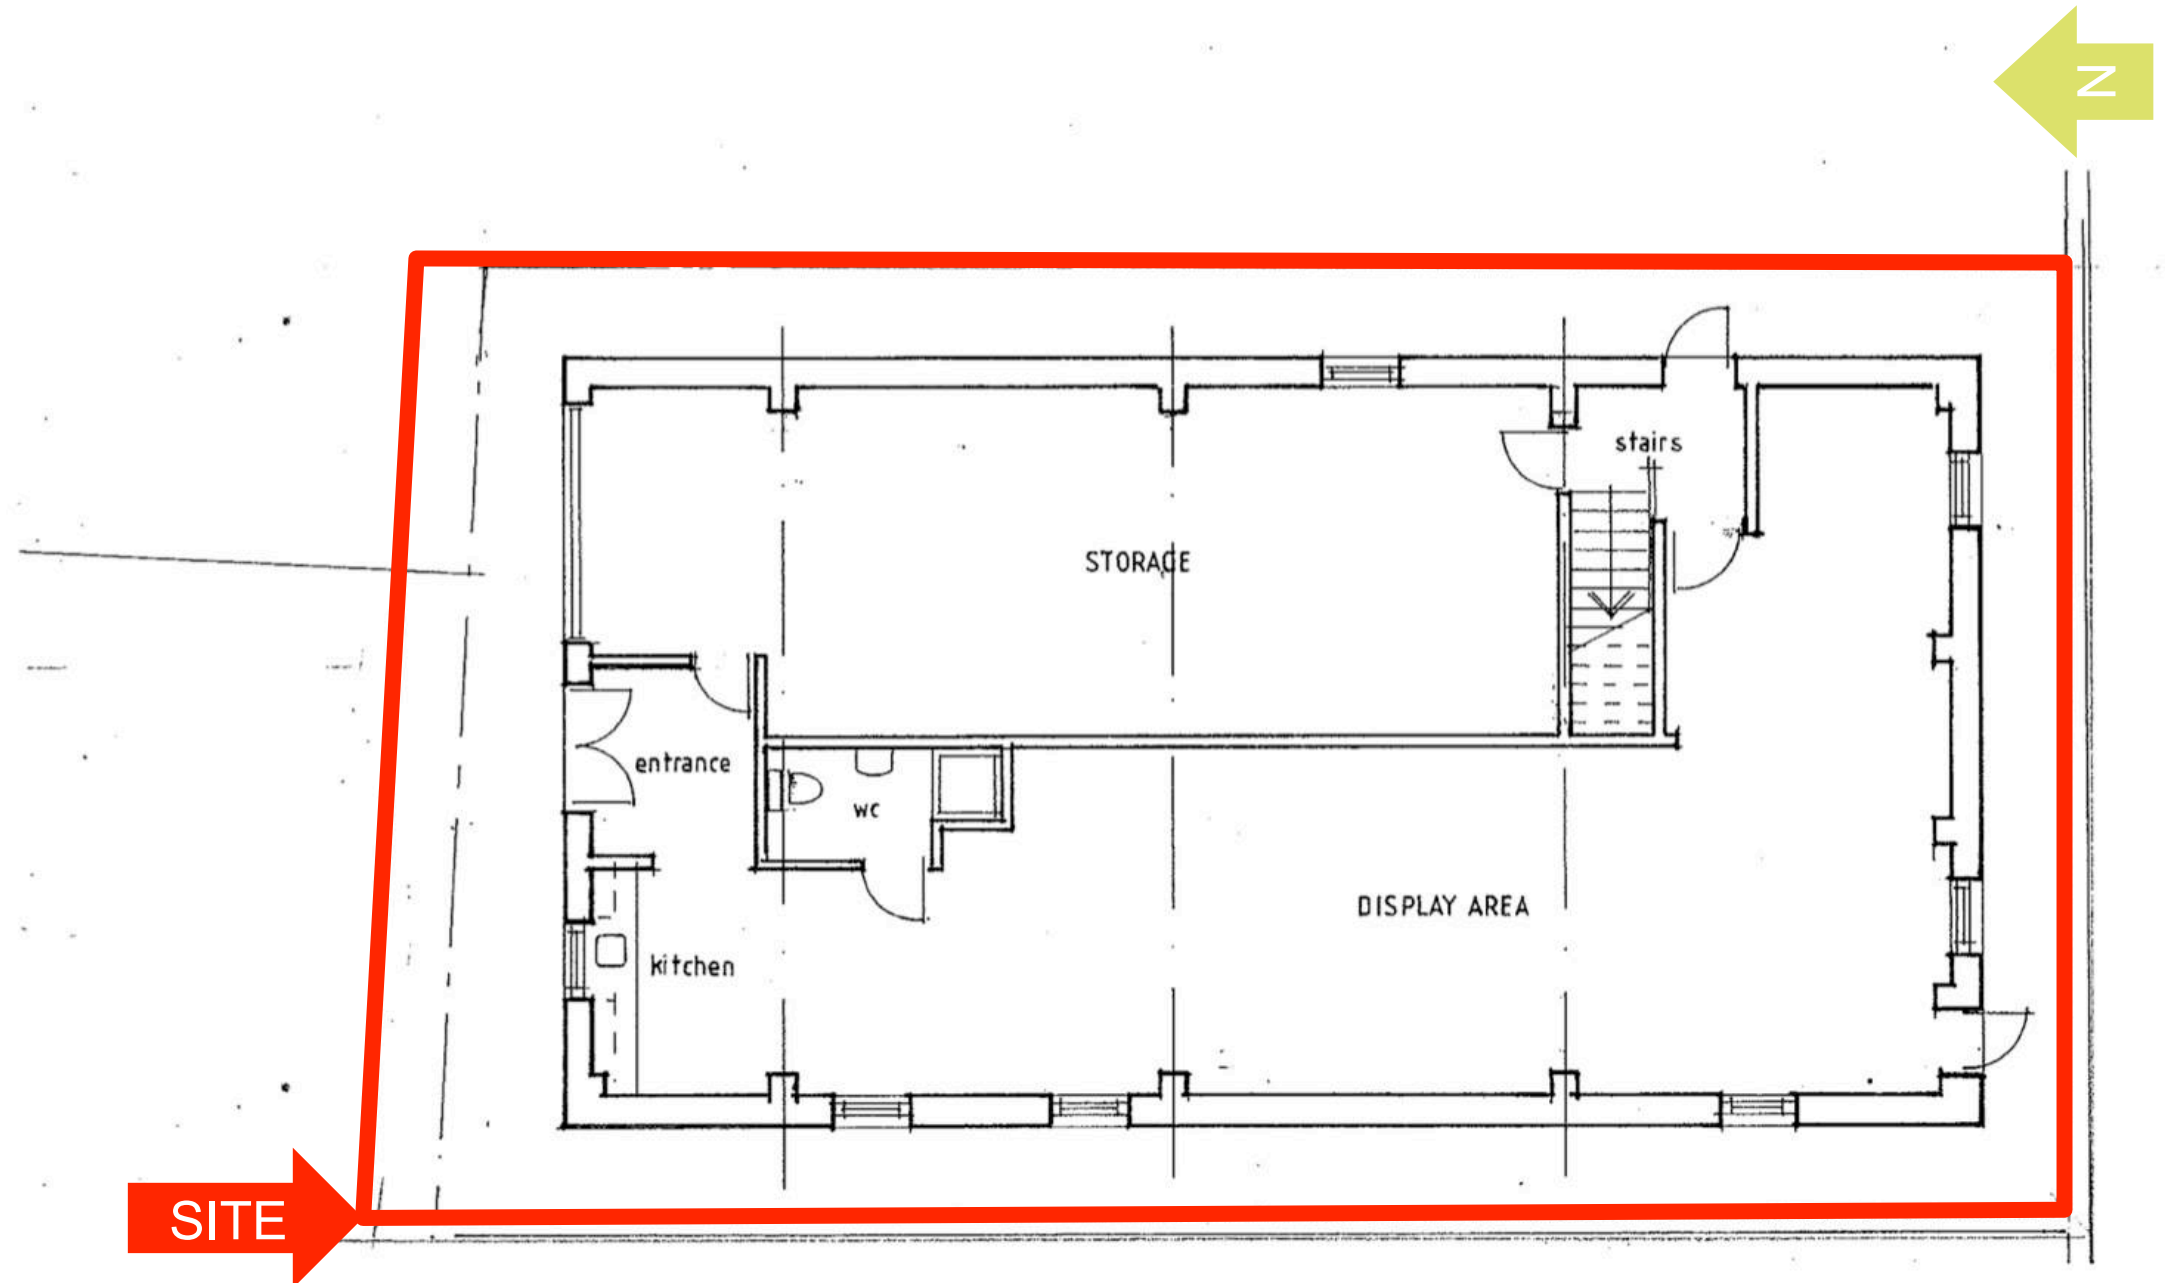 N
stairs
STORAGE
entrance
wc
DISPLAY AREA
kitchen
SITE